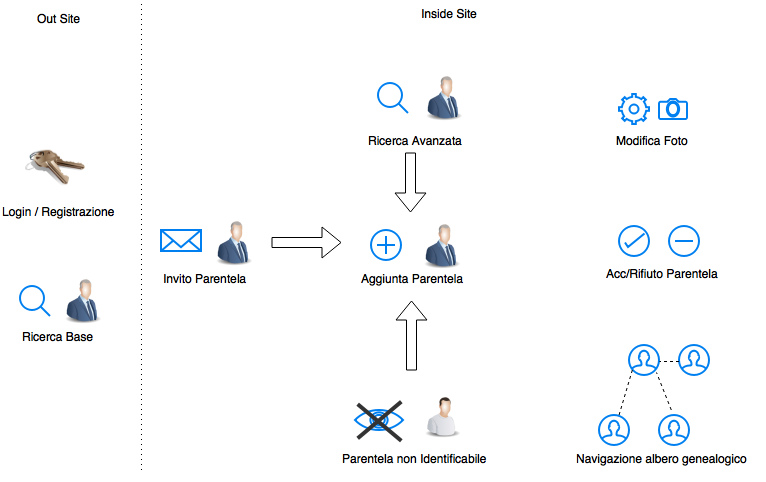 Out Site
Inside Site
Ricerca Avanzata
Modifica Foto
Login / Registrazione
Invito Parentela
Aggiunta Parentela
Acc/Rifiuto Parentela
Ricerca Base
Parentela non Identificabile
Navigazione albero genealogico